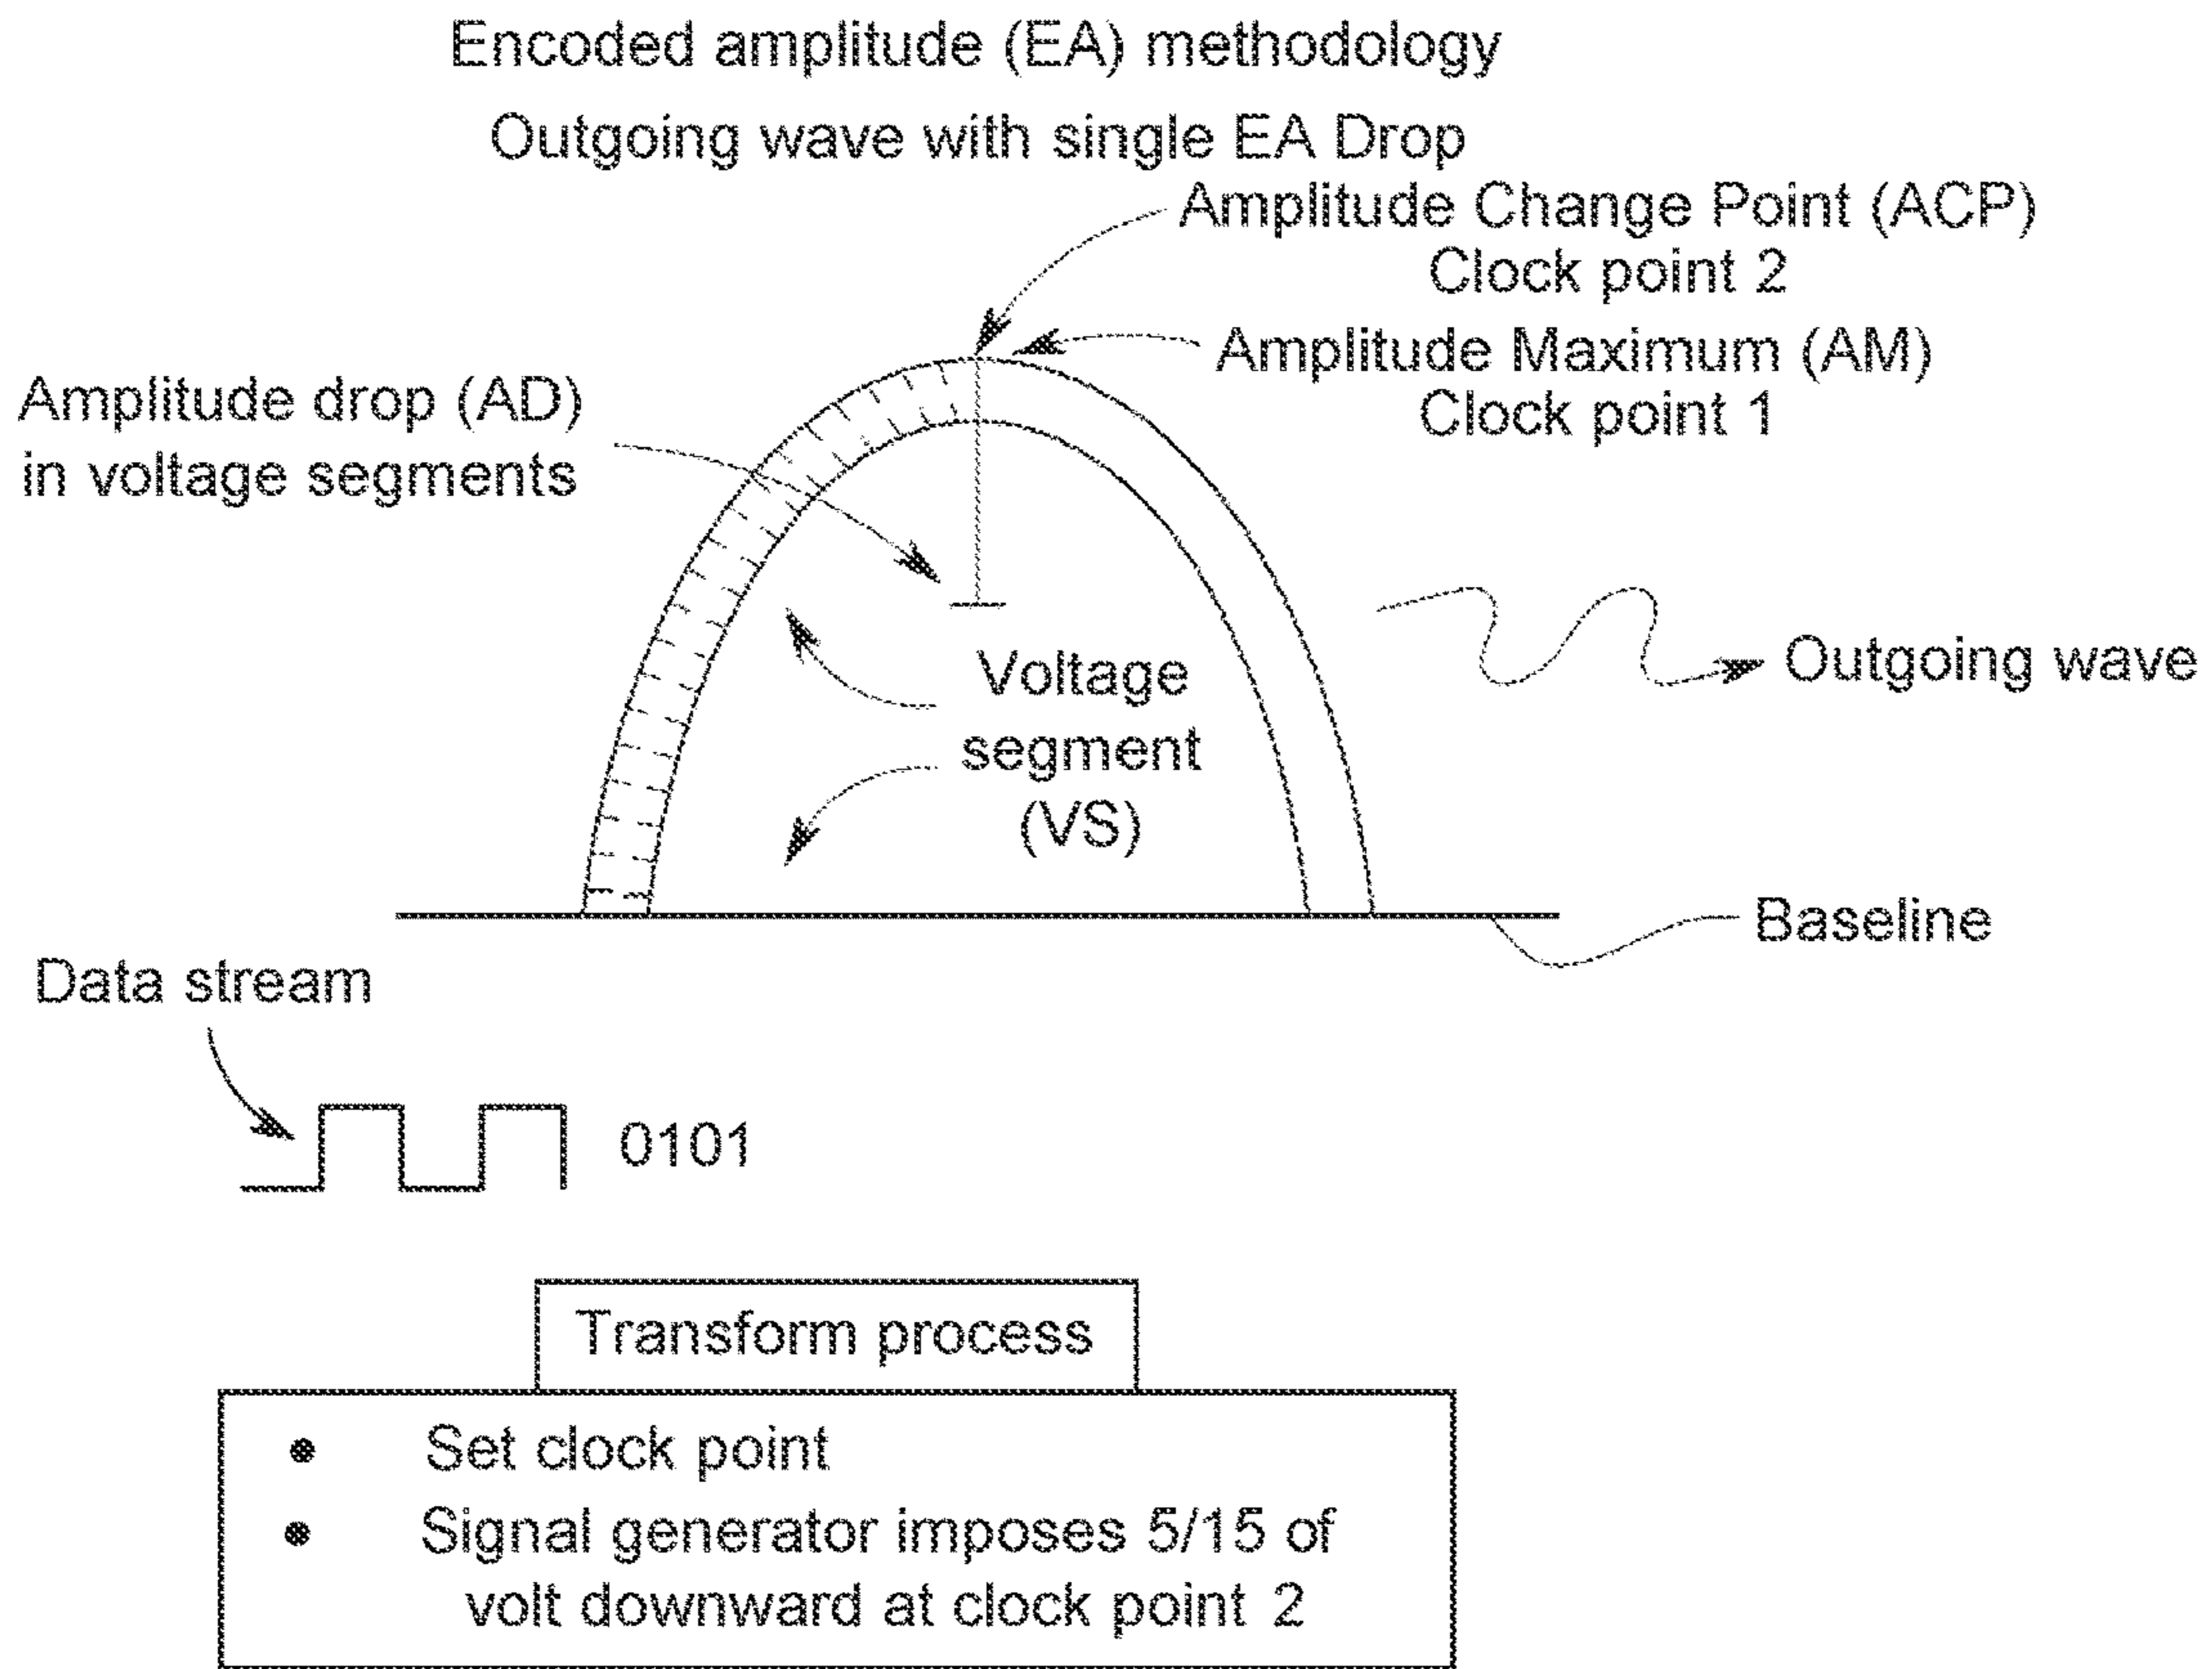 Encoded amplitude (EA) methodology
Outgoing wave with single EA Drop
Amplitude Change Point (ACP)
Clock point 2
Amplitude Maximum (AM)
Clock point 1
Amplitude drop (AD)
in voltage segments
Voltage
segment
(VS)
Outgoing wave
Baseline
Data stream
0101
Transform process
• Set clock point
• Signal generator imposes 5/15 of
volt downward at clock point 2